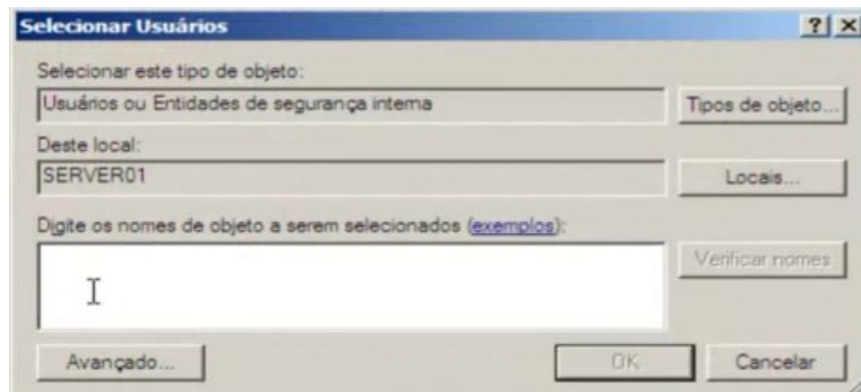 Selecionar Usuários
Selecionar este tipo de objeto:
Usuários ou Entidades de segurança interna
Tipos de objeto...
Deste local:
SERVER01
Locais...
Digite os nomes de objeto a serem selecionados (exemplos):
Verificar nomes
Avançado...
OK
Cancelar